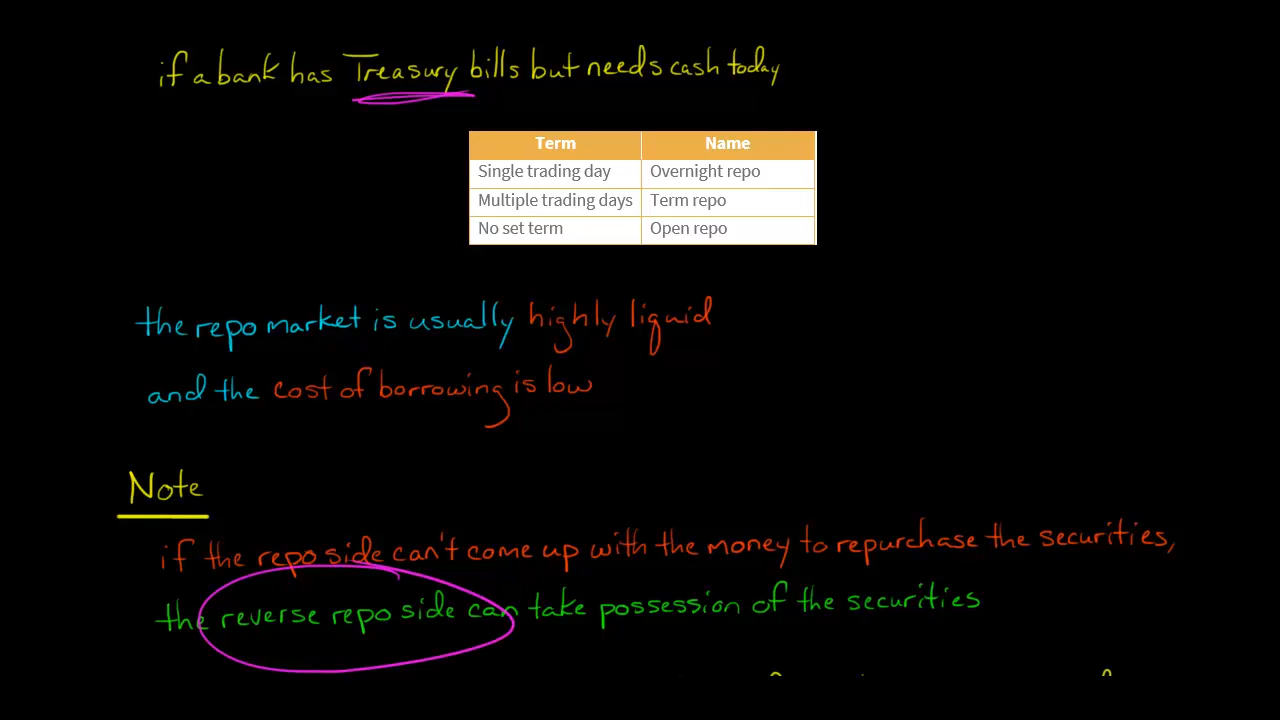 if a bank has Treasury bills but needs cash today
Term Name
Single trading day Overnight repo
Multiple trading days Term repo
No set term Open repo
the repo market is usually highly liquid
and the cost of borrowing is low
Note
if the repo side can't come up with the money to repurchase the securities,
the reverse repo side can take possession of the securities